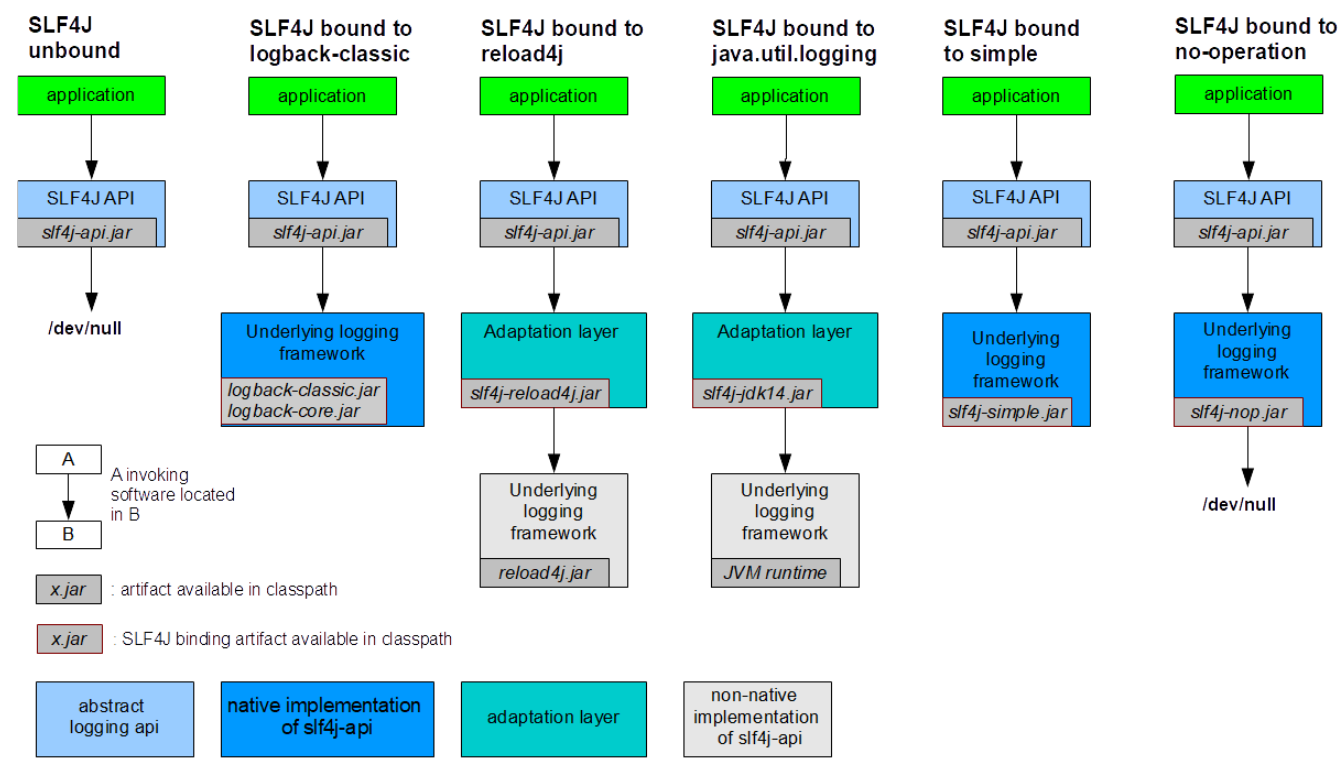 SLF4J
unbound
application
SLF4J API
slf4j-api.jar
/dev/null
SLF4J bound to
logback-classic
application
SLF4J API
slf4j-api.jar
Underlying logging
framework
logback-classic.jar
logback-core.jar
SLF4J bound to
reload4j
application
SLF4J API
slf4j-api.jar
Adaptation layer
slf4j-reload4j.jar
Underlying
logging
framework
reload4j.jar
SLF4J bound to
java.util.logging
application
SLF4J API
slf4j-api.jar
Adaptation layer
slf4j-jdk14.jar
Underlying
logging
framework
JVM runtime
SLF4J bound
to simple
application
SLF4J API
slf4j-api.jar
Underlying
logging
framework
slf4j-simple.jar
SLF4J bound to
no-operation
application
SLF4J API
slf4j-api.jar
Underlying
logging
framework
slf4j-nop.jar
/dev/null
A
B
A invoking
software located
in B
x.jar : artifact available in classpath
x.jar : SLF4J binding artifact available in classpath
abstract
logging api
native implementation
of slf4j-api
adaptation layer
non-native
implementation
of slf4j-api